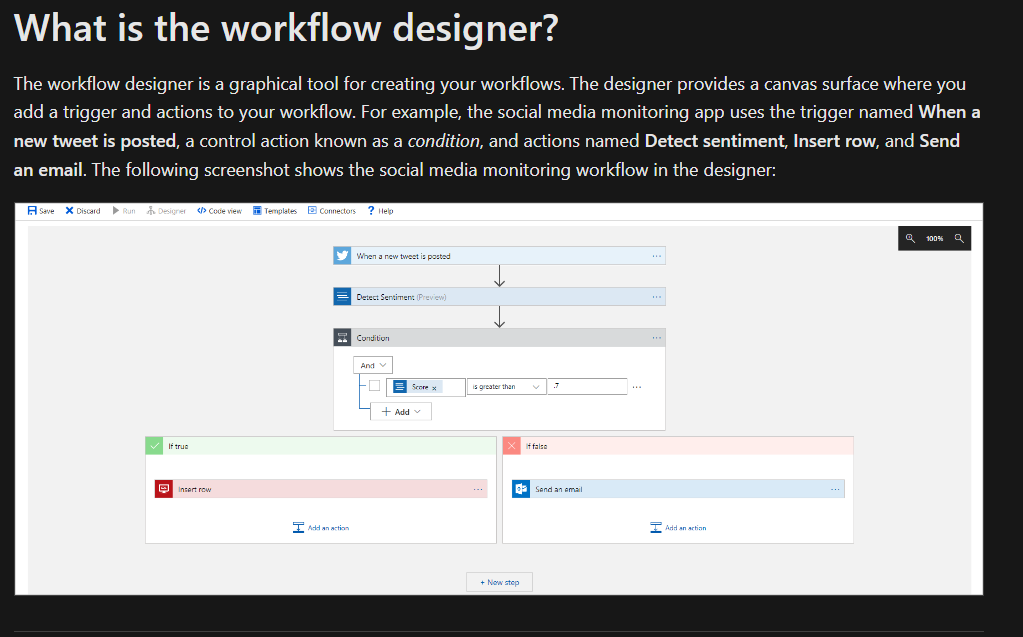 What is the workflow designer?
The workflow designer is a graphical tool for creating your workflows. The designer provides a canvas surface where you
add a trigger and actions to your workflow. For example, the social media monitoring app uses the trigger named When a
new tweet is posted, a control action known as a condition, and actions named Detect sentiment, Insert row, and Send
an email. The following screenshot shows the social media monitoring workflow in the designer:
Save Discard Run Designer Code view Templates Connectors ? Help
100%
When a new tweet is posted ...
Detect Sentiment (Preview) ...
Condition ...
And
Score x is greater than .7 ...
+ Add
If true If false
Insert row ... Send an email ...
Add an action Add an action
+ New step